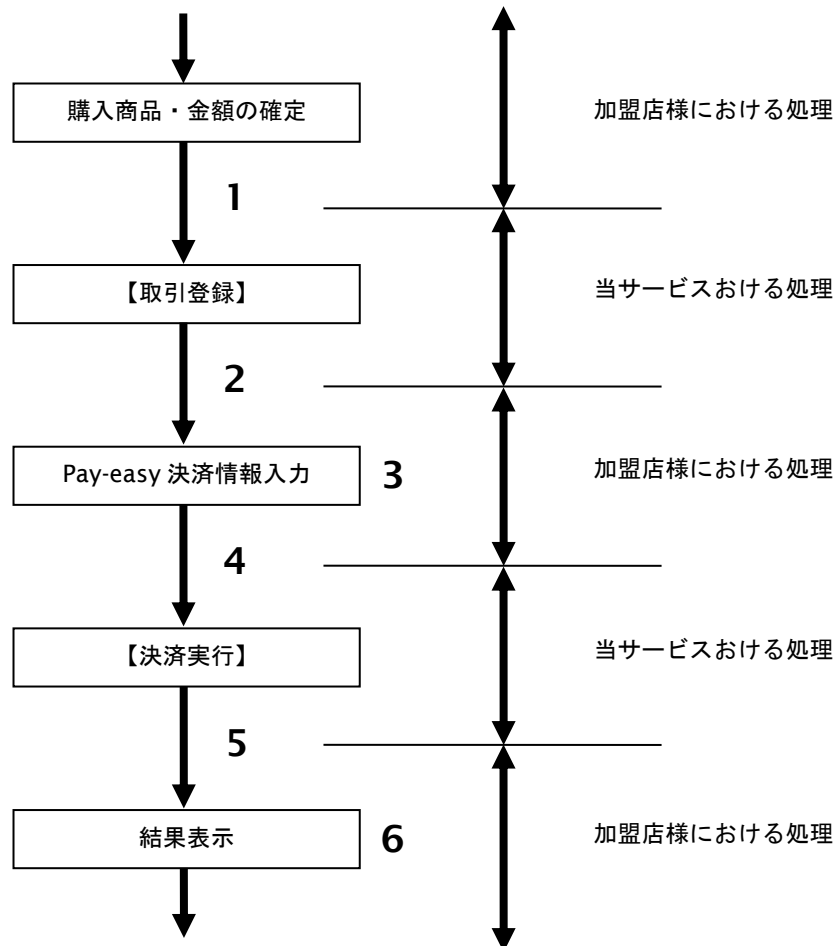 購入商品・金額の確定
加盟店様における処理
1
【取引登録】
当サービスおける処理
2
Pay-easy 決済情報入力
3
加盟店様における処理
4
【決済実行】
当サービスおける処理
5
結果表示
6
加盟店様における処理